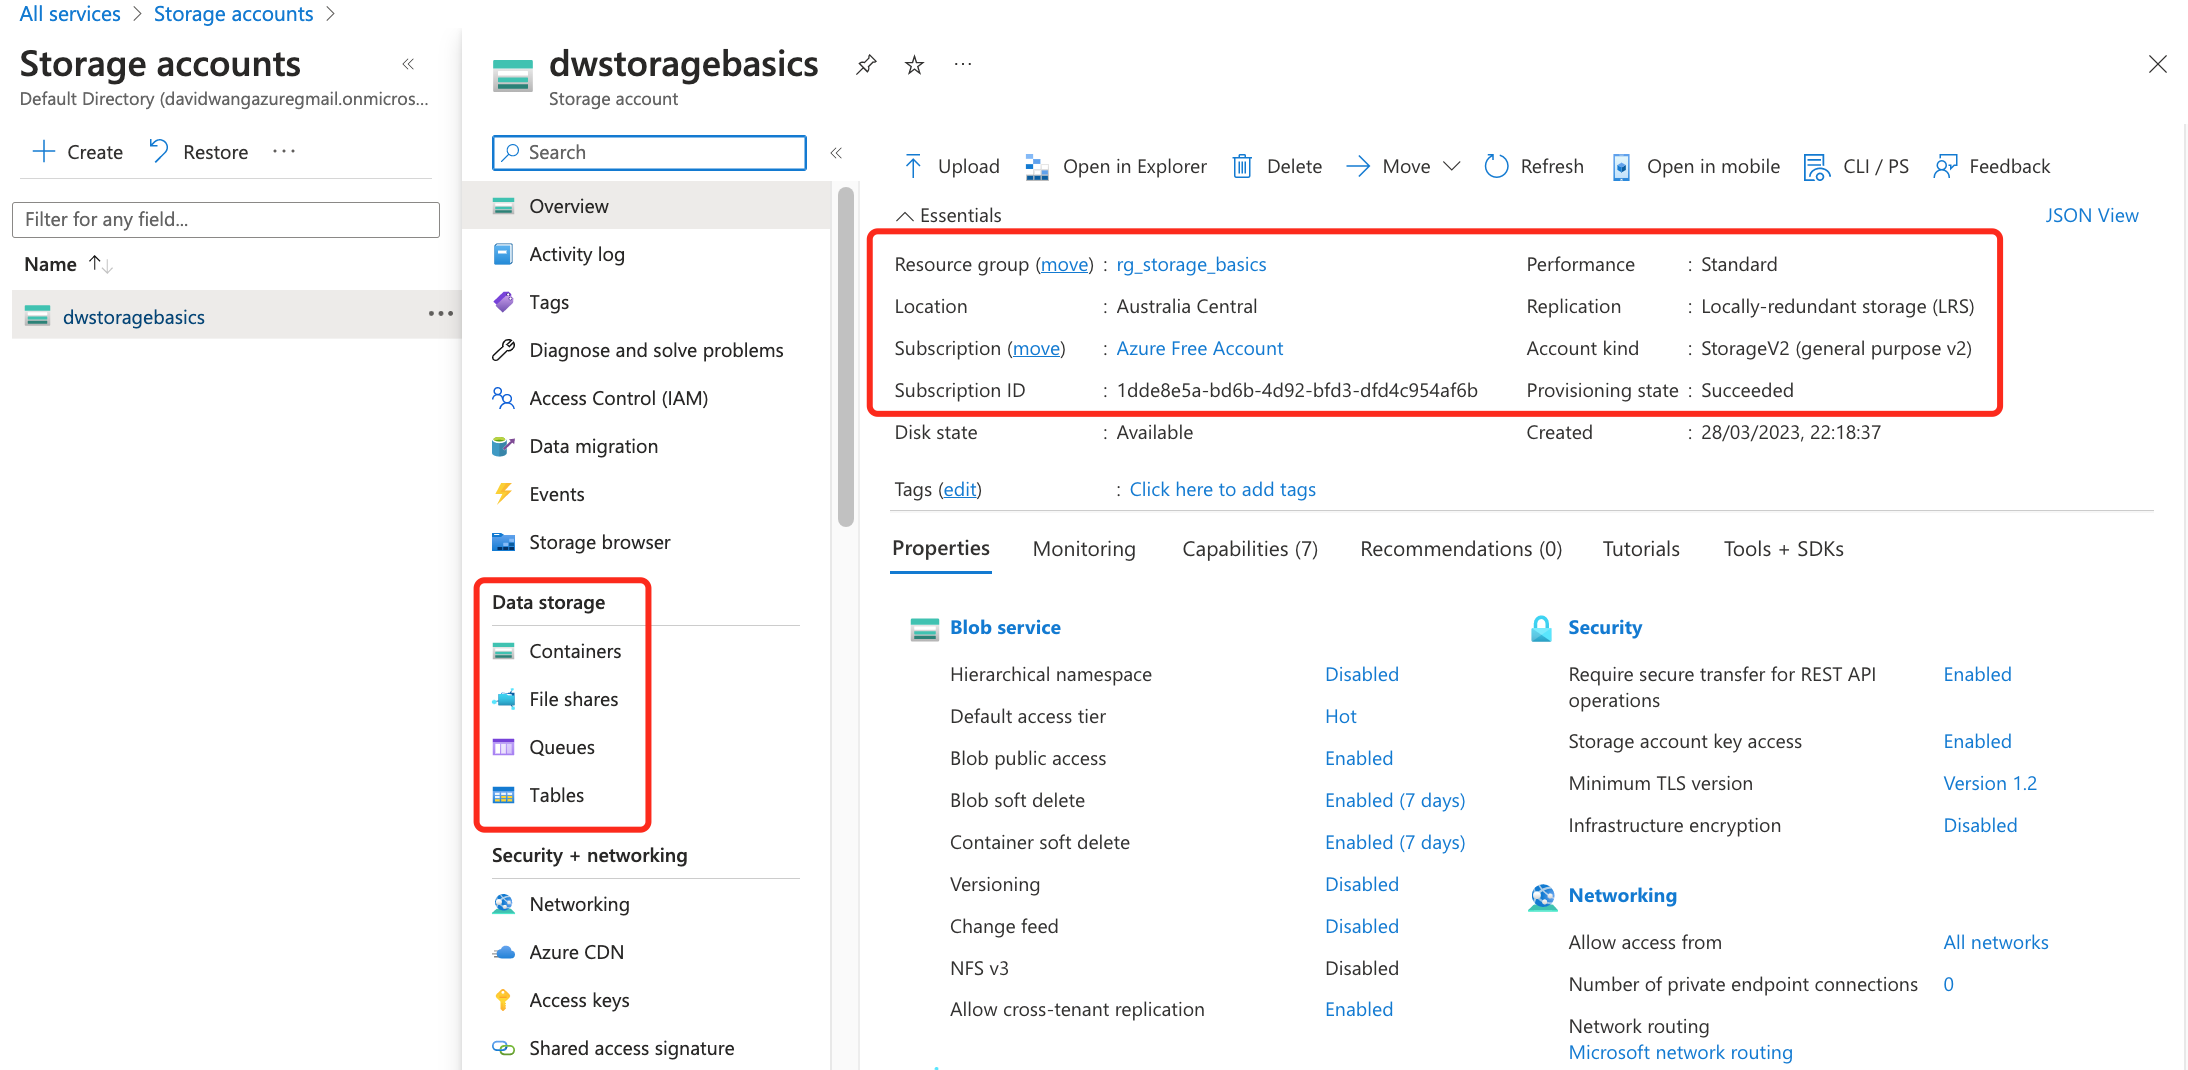 All services > Storage accounts >
Storage accounts
Default Directory (davidwangazuregmail.onmicros...
Create Restore ...
Filter for any field...
Name
dwstoragebasics ...
dwstoragebasics ...
Storage account
Search
Overview
Activity log
Tags
Diagnose and solve problems
Access Control (IAM)
Data migration
Events
Storage browser
Data storage
Containers
File shares
Queues
Tables
Security + networking
Networking
Azure CDN
Access keys
Shared access signature
Upload Open in Explorer Delete Move Refresh Open in mobile CLI / PS Feedback
Essentials JSON View
Resource group (move) : rg_storage_basics
Location : Australia Central
Subscription (move) : Azure Free Account
Subscription ID : 1dde8e5a-bd6b-4d92-bfd3-dfd4c954af6b
Disk state : Available
Performance : Standard
Replication : Locally-redundant storage (LRS)
Account kind : StorageV2 (general purpose v2)
Provisioning state : Succeeded
Created : 28/03/2023, 22:18:37
Tags (edit) : Click here to add tags
Properties Monitoring Capabilities (7) Recommendations (0) Tutorials Tools + SDKs
Blob service
Hierarchical namespace Disabled
Default access tier Hot
Blob public access Enabled
Blob soft delete Enabled (7 days)
Container soft delete Enabled (7 days)
Versioning Disabled
Change feed Disabled
NFS v3 Disabled
Allow cross-tenant replication Enabled
Security
Require secure transfer for REST API Enabled
operations
Storage account key access Enabled
Minimum TLS version Version 1.2
Infrastructure encryption Disabled
Networking
Allow access from All networks
Number of private endpoint connections 0
Network routing
Microsoft network routing